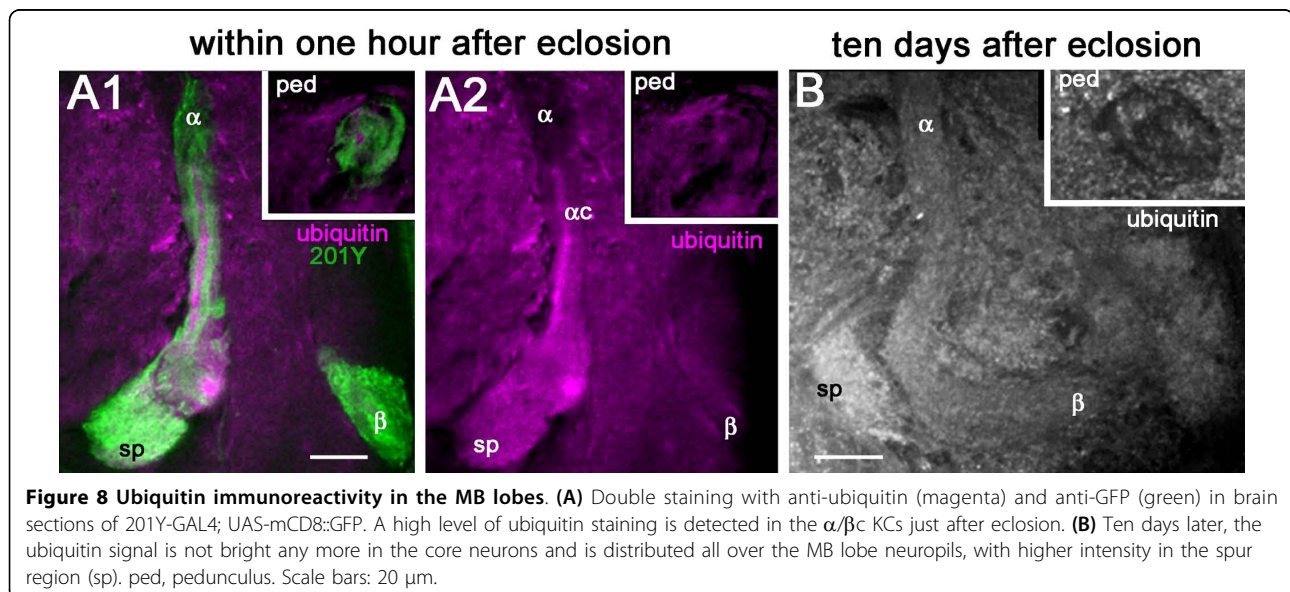 within one hour after eclosion
ten days after eclosion
A1
α
ped
ubiquitin
201Y
sp
β
A2
α
ped
αc
ubiquitin
sp
β
B
α
ped
ubiquitin
sp
β
Figure 8 Ubiquitin immunoreactivity in the MB lobes. (A) Double staining with anti-ubiquitin (magenta) and anti-GFP (green) in brain
sections of 201Y-GAL4; UAS-mCD8::GFP. A high level of ubiquitin staining is detected in the α/βc KCs just after eclosion. (B) Ten days later, the
ubiquitin signal is not bright any more in the core neurons and is distributed all over the MB lobe neuropils, with higher intensity in the spur
region (sp). ped, pedunculus. Scale bars: 20 μm.